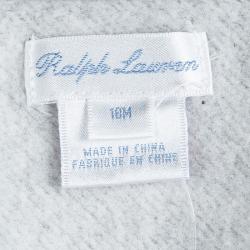 Ralph Lauren
18M
MADE IN CHINA
FABRIQUE EN CHINE